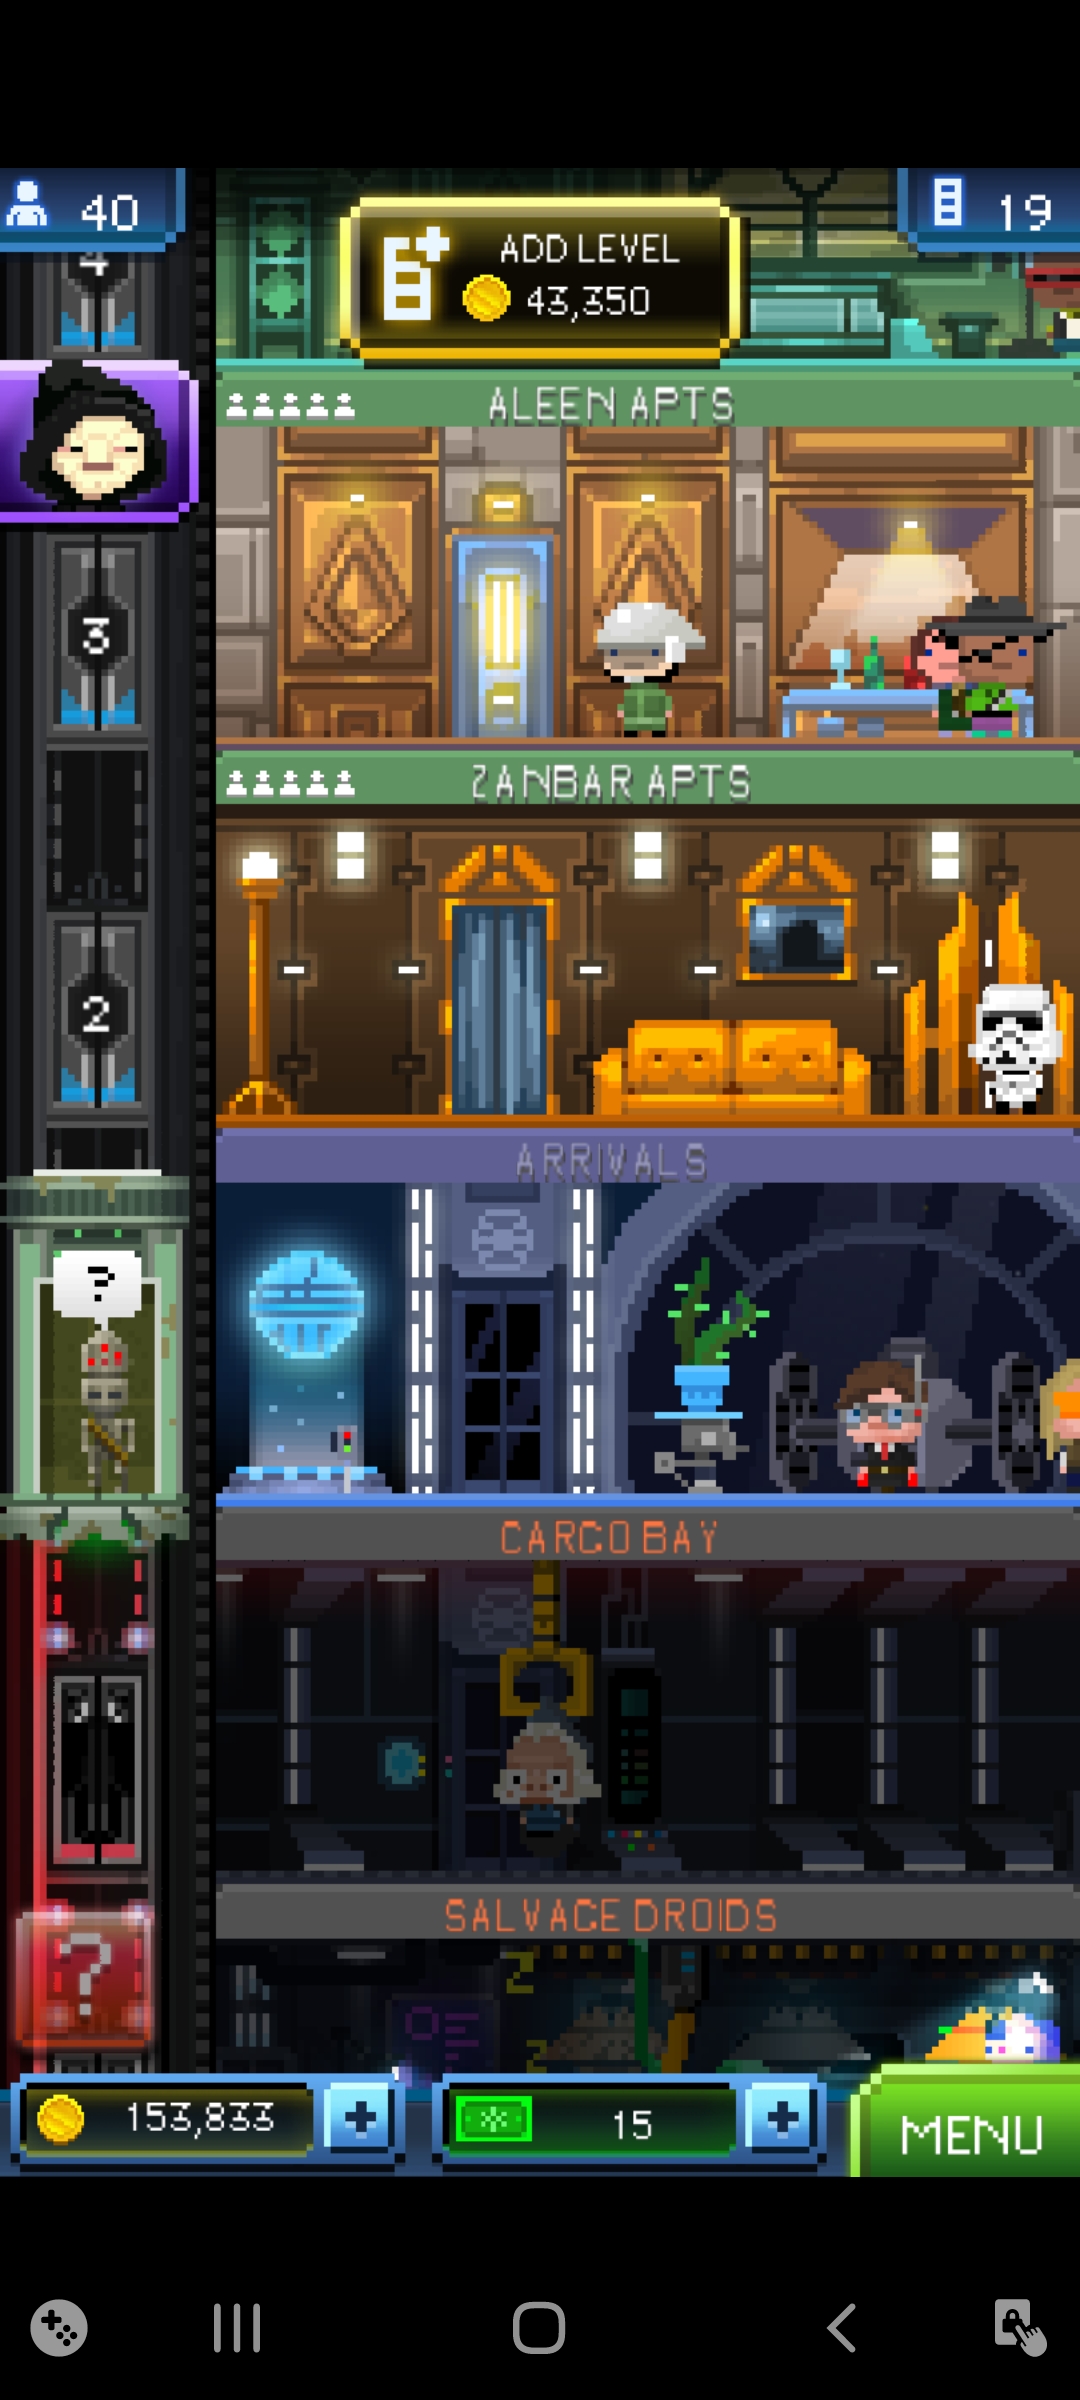 40
19
ADD LEVEL
43,350
4
ALEEN APTS
3
ZANBAR APTS
2
ARRIVALS
?
CARGO BAY
SALVAGE DROIDS
?
Z
Z
153,833
15
MENU